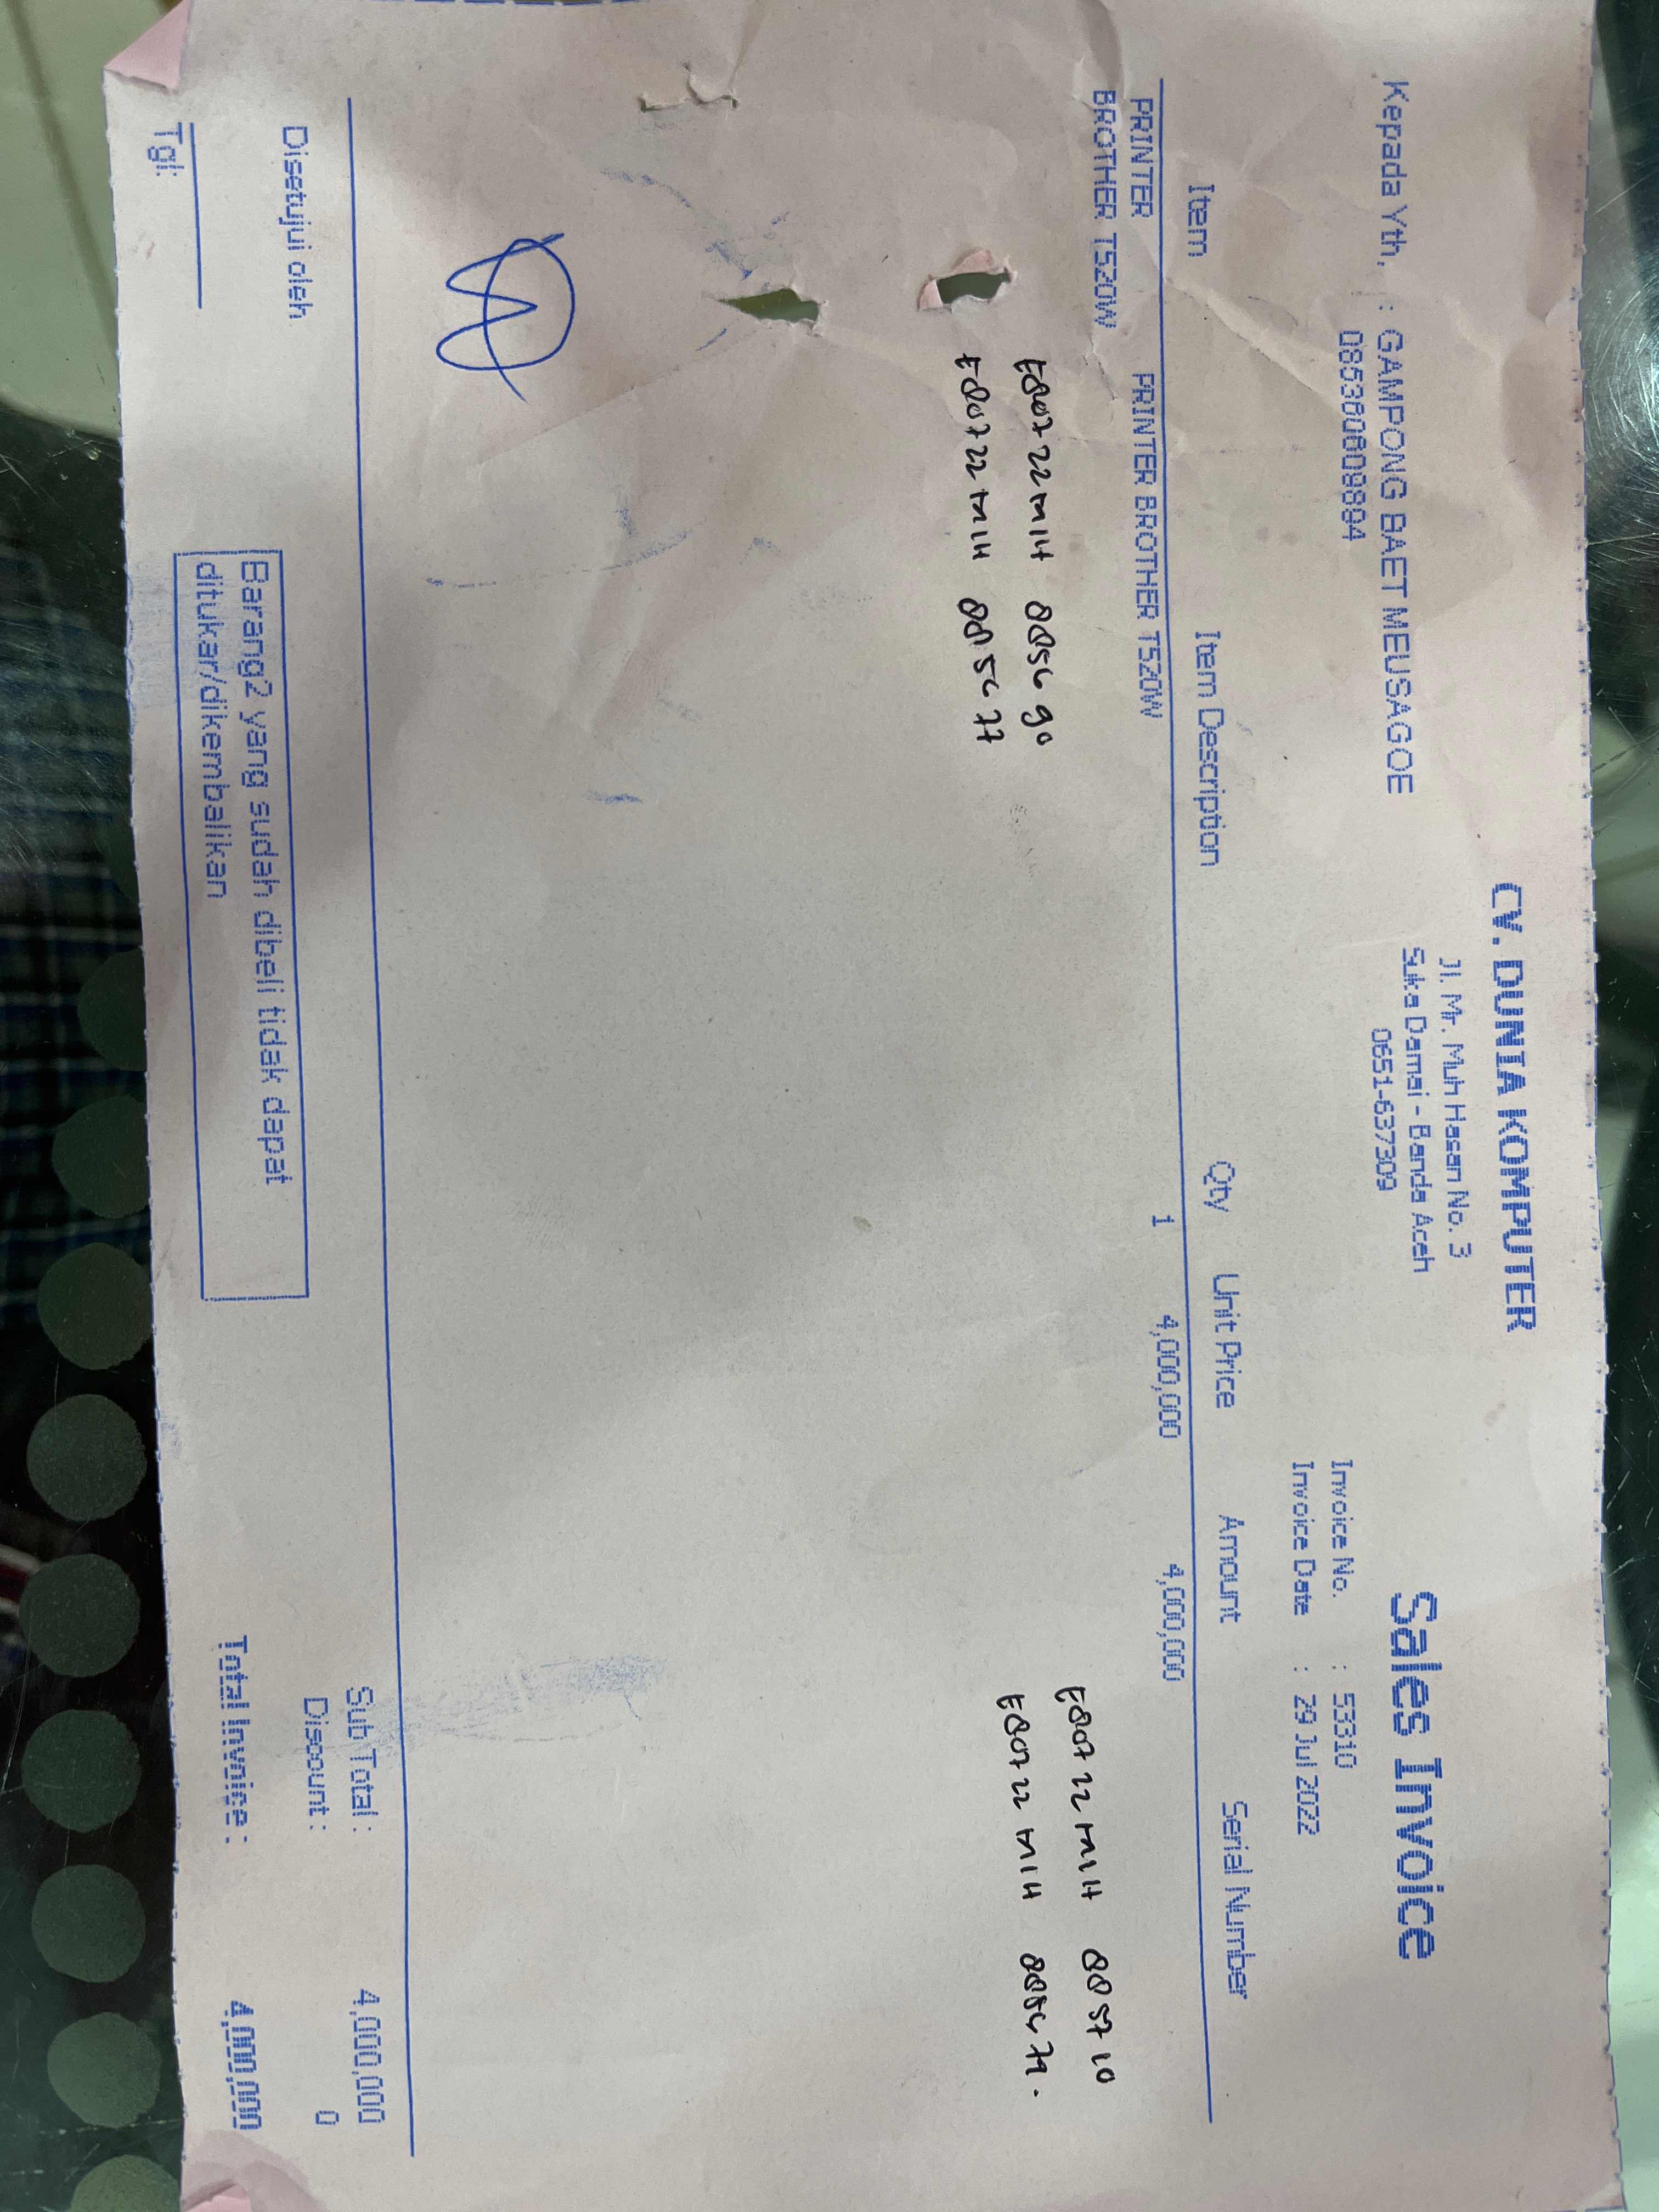 CV. DUNIA KOMPUTER
Jl. Mr. Muh Hasan No. 3
Suka Damai - Banda Aceh
0651-637309
Sales Invoice
Kepada Yth, : GAMPONG BAET MEUSAGOE
085380809894
Invoice No. : 53310
Invoice Date : 29 Jul 2022
Item Item Description Qty Unit Price Amount Serial Number
PRINTER BROTHER T520W PRINTER BROTHER T520W 1 4,000,000 4,000,000
Disetujui oleh
Tgl:
Barang2 yang sudah dibeli tidak dapat
ditukar/dikembalikan
Sub Total : 4,000,000
Discount : 0
Total Invoice : 4,000,000